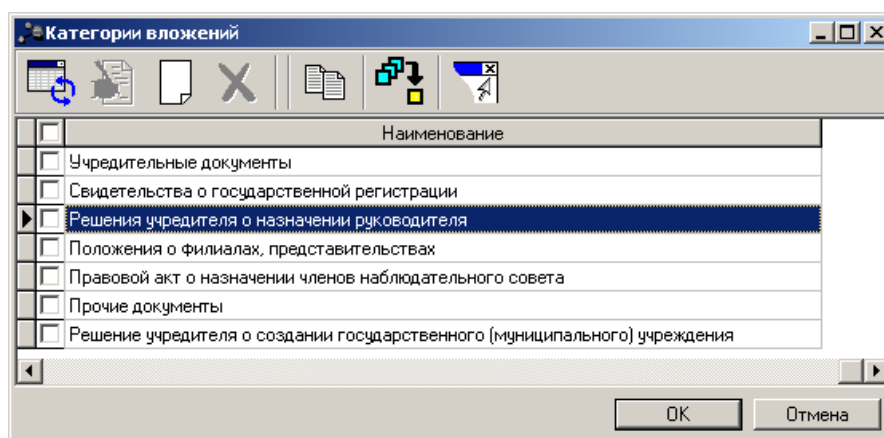 Категории вложений
Наименование
Учредительные документы
Свидетельства о государственной регистрации
Решения учредителя о назначении руководителя
Положения о филиалах, представительствах
Правовой акт о назначении членов наблюдательного совета
Прочие документы
Решение учредителя о создании государственного (муниципального) учреждения
OK
Отмена